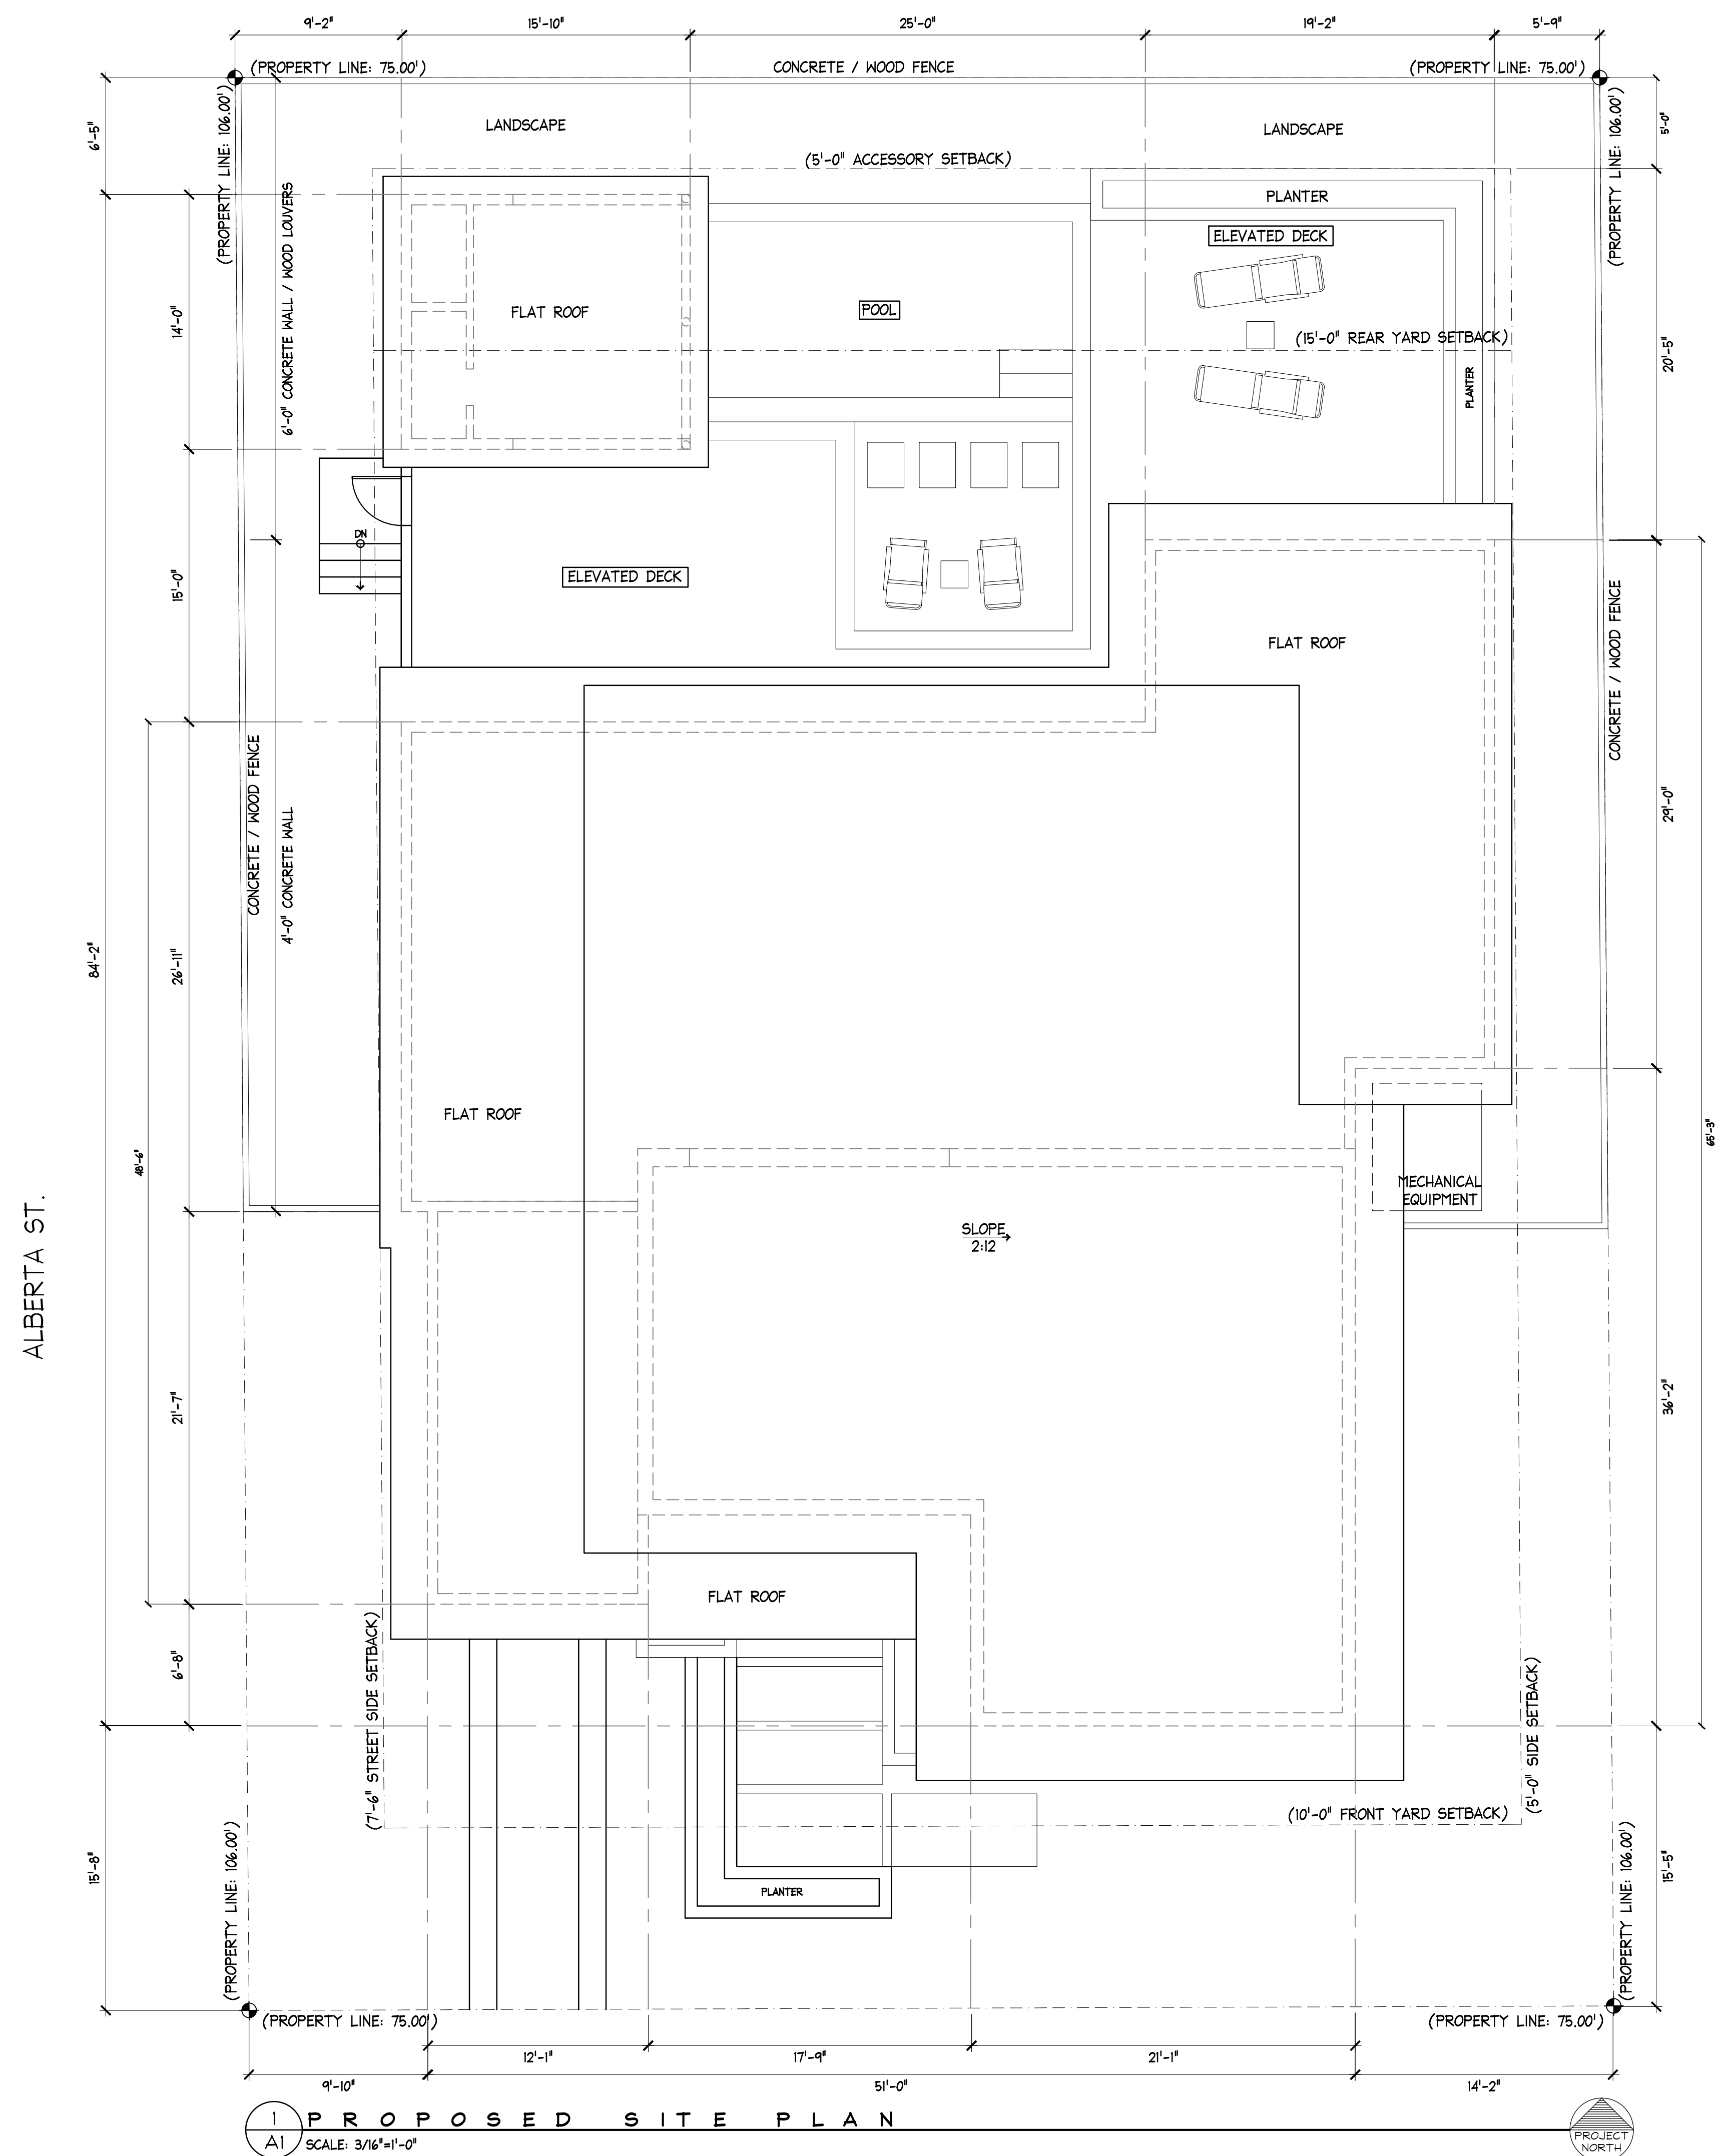 9'-2" 15'-10" 25'-0" 19'-2" 5'-9"
(PROPERTY LINE: 75.00') CONCRETE / WOOD FENCE (PROPERTY LINE: 75.00')
(PROPERTY LINE: 106.00')
(PROPERTY LINE: 106.00')
6'-5"
5'-0"
LANDSCAPE
LANDSCAPE
(5'-0" ACCESSORY SETBACK)
6'-0" CONCRETE WALL / WOOD LOUVERS
PLANTER
ELEVATED DECK
14'-0"
FLAT ROOF
POOL
(15'-0" REAR YARD SETBACK)
20'-5"
PLANTER
DN
15'-0"
ELEVATED DECK
FLAT ROOF
CONCRETE / WOOD FENCE
CONCRETE / WOOD FENCE
4'-0" CONCRETE WALL
29'-0"
84'-2"
26'-11"
48'-6"
65'-3"
FLAT ROOF
MECHANICAL
EQUIPMENT
SLOPE
2:12
ALBERTA ST.
21'-7"
36'-2"
FLAT ROOF
6'-8"
(7'-6" STREET SIDE SETBACK)
(5'-0" SIDE SETBACK)
(10'-0" FRONT YARD SETBACK)
15'-8"
15'-5"
(PROPERTY LINE: 106.00')
(PROPERTY LINE: 106.00')
PLANTER
(PROPERTY LINE: 75.00') (PROPERTY LINE: 75.00')
12'-1" 17'-9" 21'-1"
9'-10" 51'-0" 14'-2"
1
A1
PROPOSED SITE PLAN
SCALE: 3/16"=1'-0"
PROJECT
NORTH